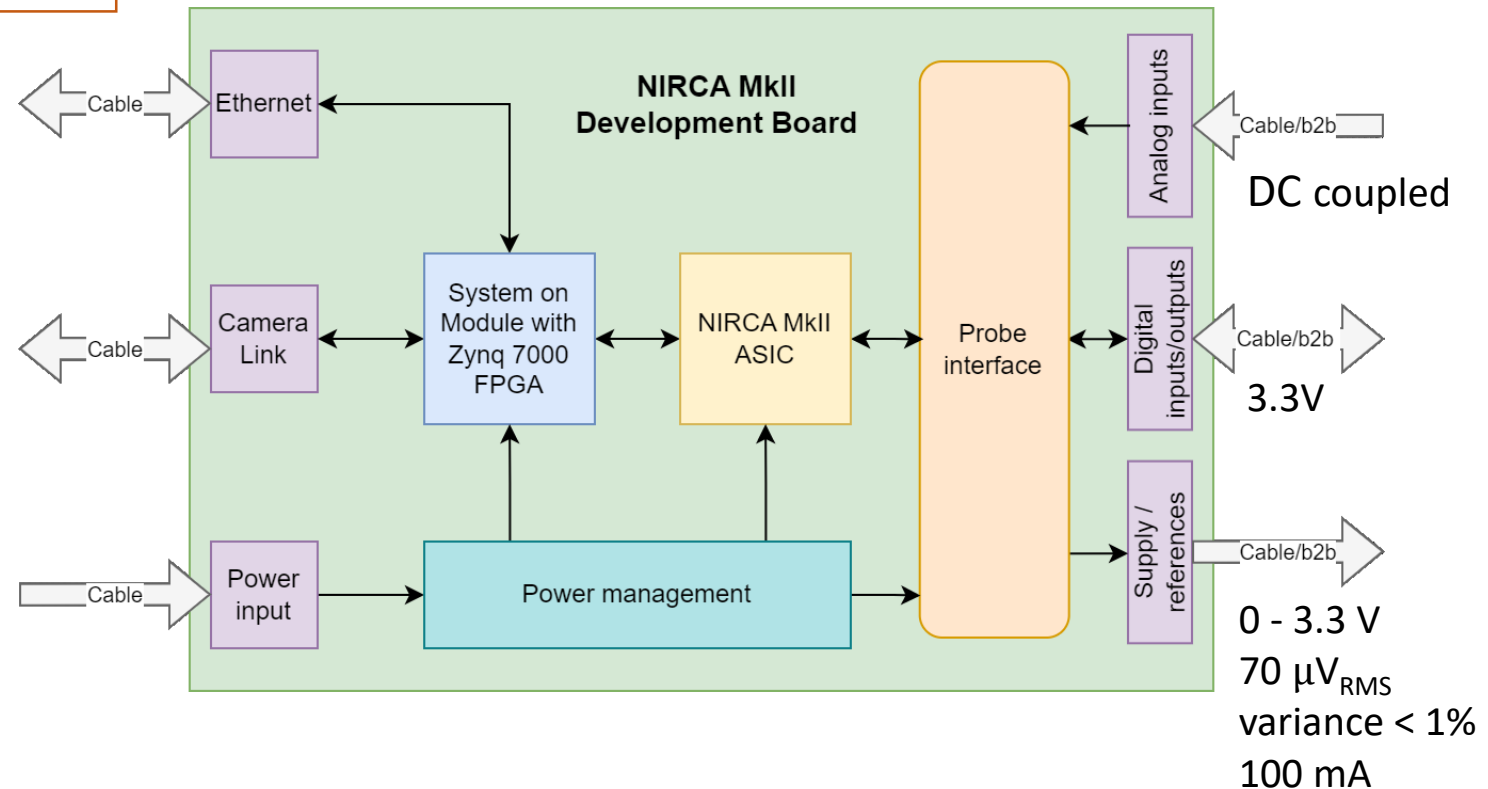 NIRCA MkII
Development Board
Cable
Ethernet
Analog inputs
Cable/b2b
DC coupled
Cable
Camera
Link
System on
Module with
Zynq 7000
FPGA
NIRCA MkII
ASIC
Probe
interface
Digital
inputs/outputs
Cable/b2b
3.3V
Cable
Power
input
Power management
Supply /
references
Cable/b2b
0 - 3.3 V
70 μVRMS
variance < 1%
100 mA